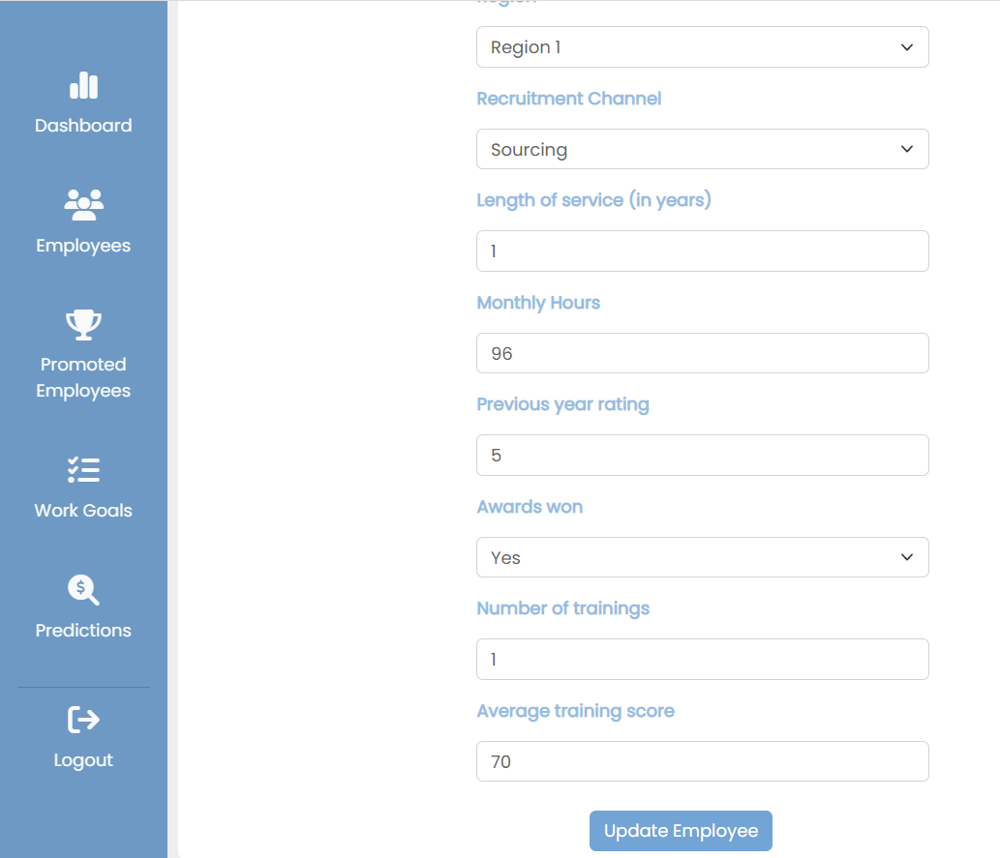 Dashboard
Employees
Promoted
Employees
Work Goals
Predictions
Logout
Region
Region 1
Recruitment Channel
Sourcing
Length of service (in years)
1
Monthly Hours
96
Previous year rating
5
Awards won
Yes
Number of trainings
1
Average training score
70
Update Employee